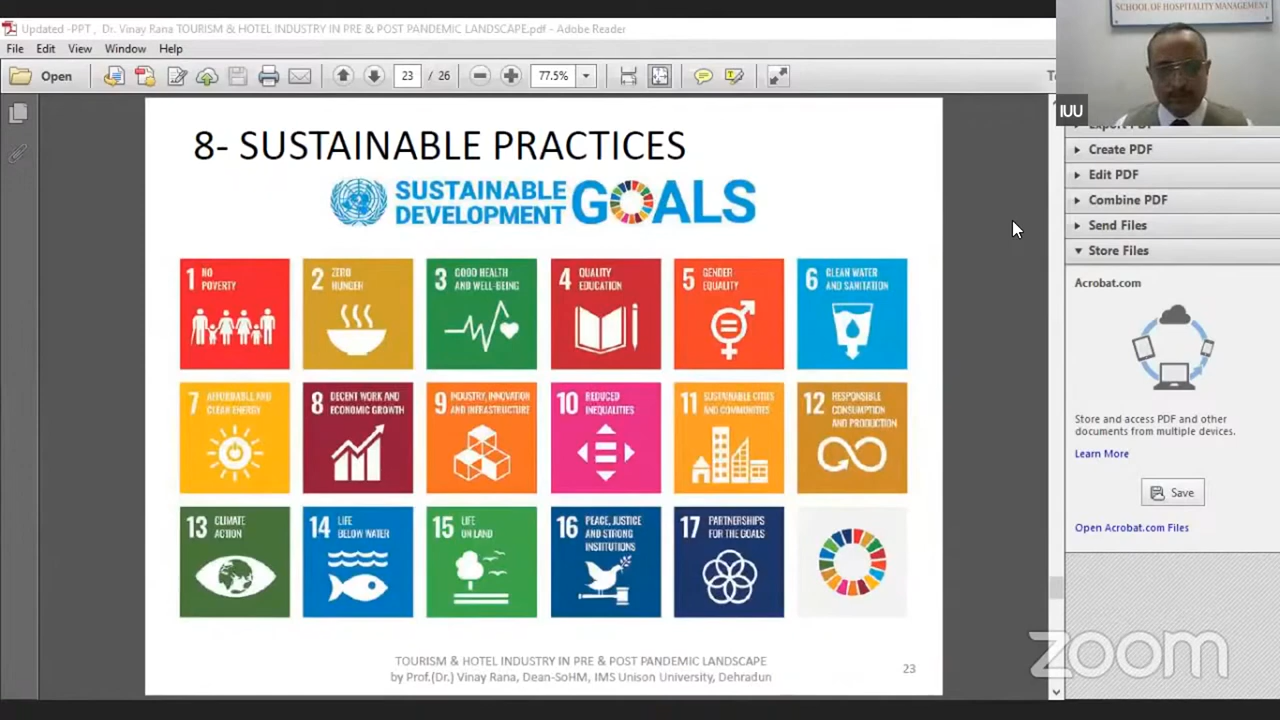 SCHOOL OF HOSPITALITY MANAGEMENT
Updated -PPT , Dr. Vinay Rana TOURISM & HOTEL INDUSTRY IN PRE & POST PANDEMIC LANDSCAPE.pdf - Adobe Reader
File Edit View Window Help
Open 23 / 26 77.5%
IUU
8- SUSTAINABLE PRACTICES
SUSTAINABLE
DEVELOPMENT
GOALS
1 NO
POVERTY
2 ZERO
HUNGER
3 GOOD HEALTH
AND WELL-BEING
4 QUALITY
EDUCATION
5 GENDER
EQUALITY
6 CLEAN WATER
AND SANITATION
7 AFFORDABLE AND
CLEAN ENERGY
8 DECENT WORK AND
ECONOMIC GROWTH
9 INDUSTRY, INNOVATION
AND INFRASTRUCTURE
10 REDUCED
INEQUALITIES
11 SUSTAINABLE CITIES
AND COMMUNITIES
12 RESPONSIBLE
CONSUMPTION
AND PRODUCTION
13 CLIMATE
ACTION
14 LIFE
BELOW WATER
15 LIFE
ON LAND
16 PEACE, JUSTICE
AND STRONG
INSTITUTIONS
17 PARTNERSHIPS
FOR THE GOALS
TOURISM & HOTEL INDUSTRY IN PRE & POST PANDEMIC LANDSCAPE
by Prof.(Dr.) Vinay Rana, Dean-SoHM, IMS Unison University, Dehradun
23
Create PDF
Edit PDF
Combine PDF
Send Files
Store Files
Acrobat.com
Store and access PDF and other
documents from multiple devices.
Learn More
Save
Open Acrobat.com Files
zoom